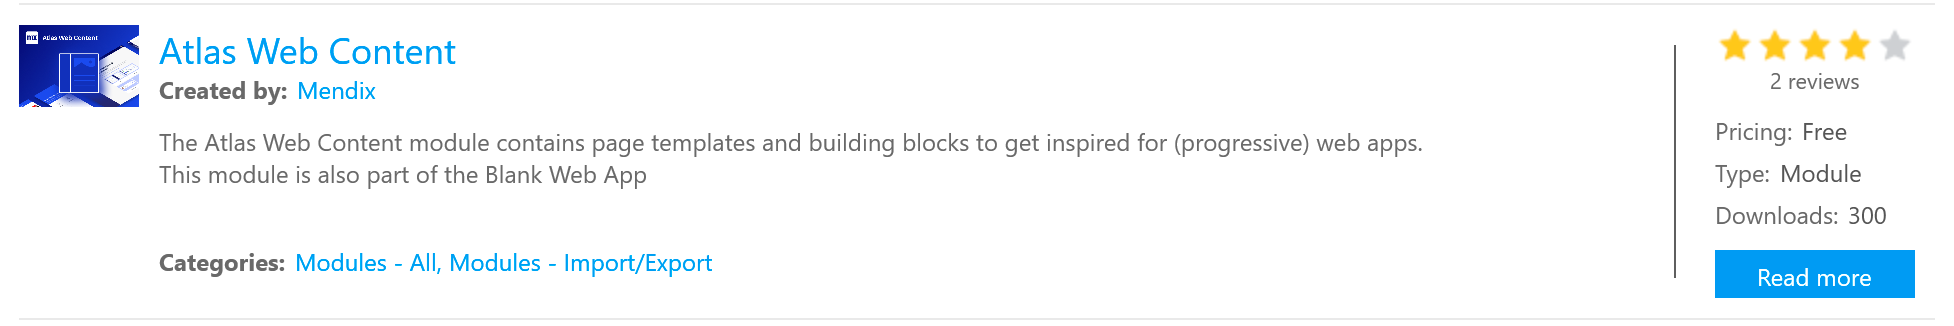 mx Atlas Web Content
Atlas Web Content
Created by: Mendix
The Atlas Web Content module contains page templates and building blocks to get inspired for (progressive) web apps.
This module is also part of the Blank Web App
Categories: Modules - All, Modules - Import/Export
2 reviews
Pricing: Free
Type: Module
Downloads: 300
Read more